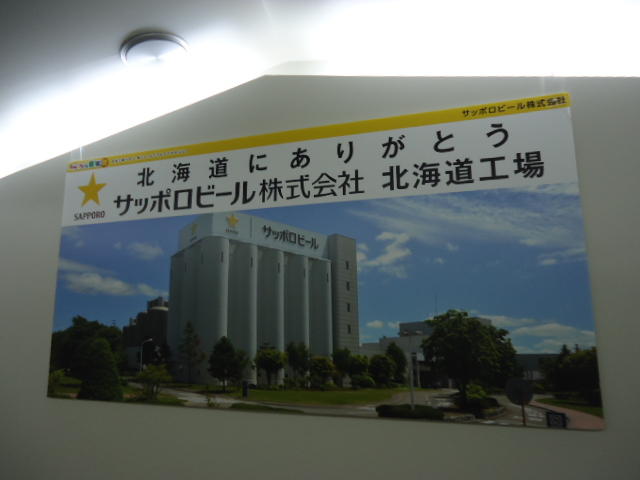 サッポロビール株式会社
北海道にありがとう
SAPPORO
サッポロビール株式会社 北海道工場
サッポロビール